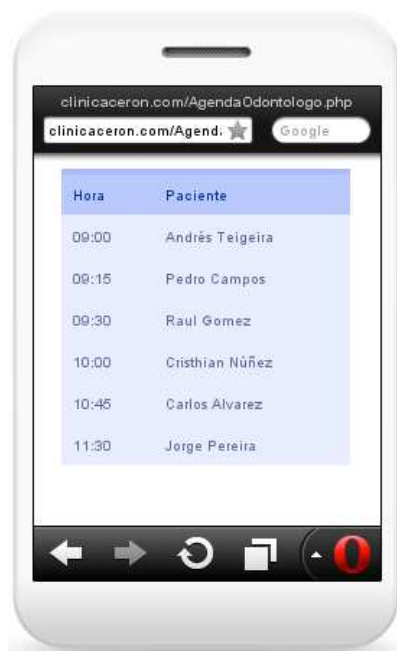 clinicaceron.com/AgendaOdontologo.php
clinicaceron.com/Agend Google
Hora Paciente
09:00 Andrés Teigeira
09:15 Pedro Campos
09:30 Raul Gomez
10:00 Cristhian Núñez
10:45 Carlos Alvarez
11:30 Jorge Pereira